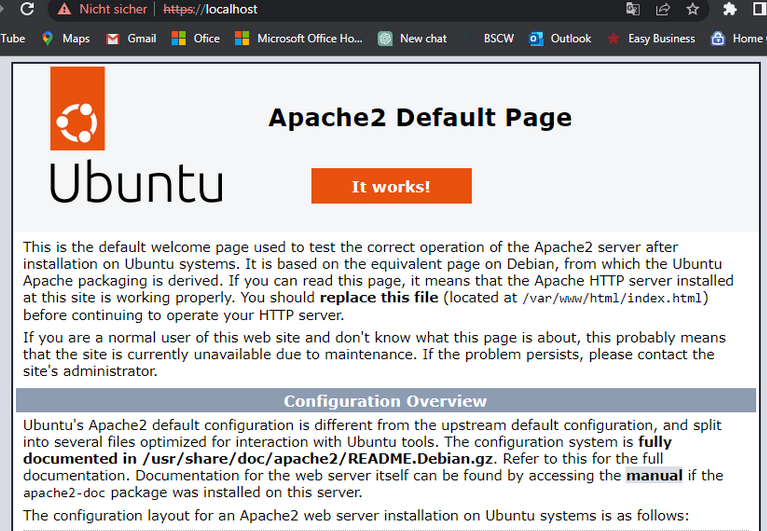 Nicht sicher | https://localhost
Tube Maps Gmail Ofice Microsoft Office Ho... New chat BSCW Outlook Easy Business Home
Apache2 Default Page
Ubuntu
It works!
This is the default welcome page used to test the correct operation of the Apache2 server after
installation on Ubuntu systems. It is based on the equivalent page on Debian, from which the Ubuntu
Apache packaging is derived. If you can read this page, it means that the Apache HTTP server installed
at this site is working properly. You should replace this file (located at /var/www/html/index.html)
before continuing to operate your HTTP server.
If you are a normal user of this web site and don't know what this page is about, this probably means
that the site is currently unavailable due to maintenance. If the problem persists, please contact the
site's administrator.
Configuration Overview
Ubuntu's Apache2 default configuration is different from the upstream default configuration, and split
into several files optimized for interaction with Ubuntu tools. The configuration system is fully
documented in /usr/share/doc/apache2/README.Debian.gz. Refer to this for the full
documentation. Documentation for the web server itself can be found by accessing the manual if the
apache2-doc package was installed on this server.
The configuration layout for an Apache2 web server installation on Ubuntu systems is as follows: